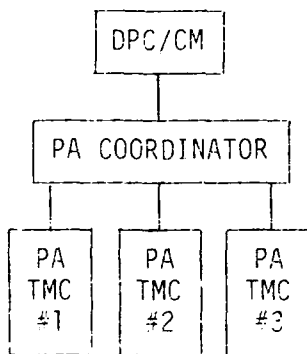 DPC/CM
PA COORDINATOR
PA PA PA
TMC TMC TMC
#1 #2 #3